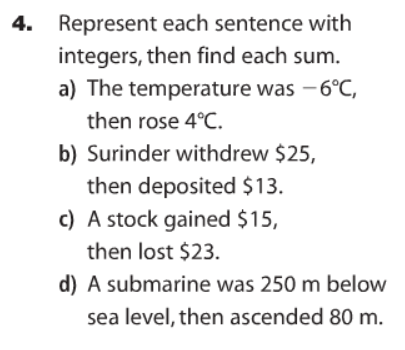 4. Represent each sentence with
integers, then find each sum.
a) The temperature was −6°C,
then rose 4°C.
b) Surinder withdrew $25,
then deposited $13.
c) A stock gained $15,
then lost $23.
d) A submarine was 250 m below
sea level, then ascended 80 m.